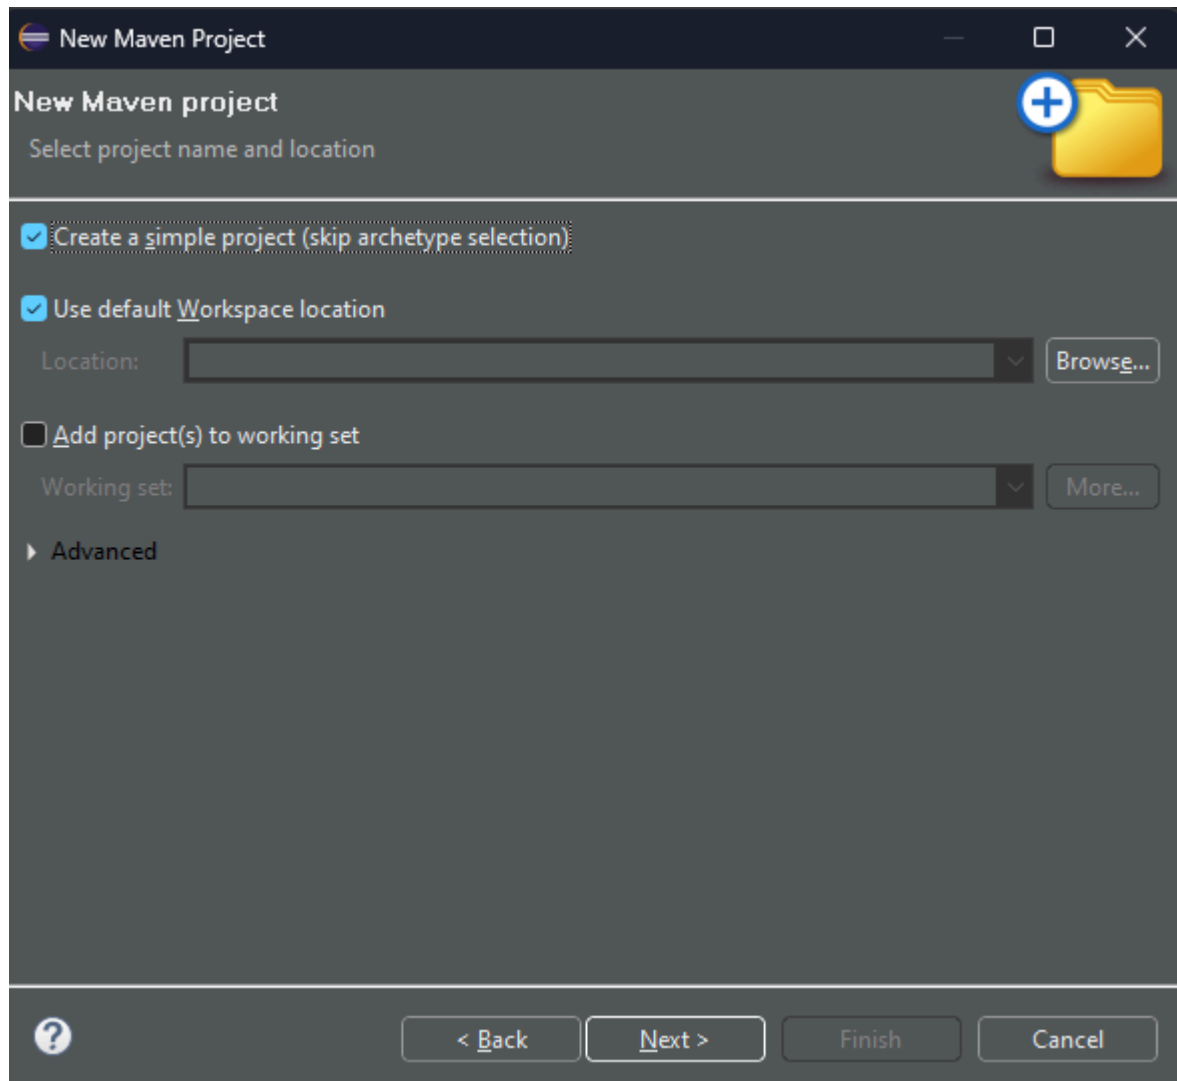 New Maven Project
New Maven project
Select project name and location
Create a simple project (skip archetype selection)
Use default Workspace location
Location:
Browse...
Add project(s) to working set
Working set:
More...
Advanced
< Back
Next >
Finish
Cancel